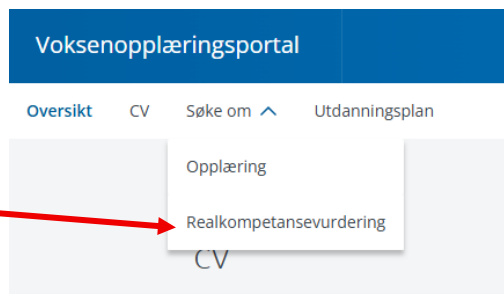 Voksenopplæringsportal
Oversikt CV Søke om Utdanningsplan
Opplæring
Realkompetansevurdering
CV